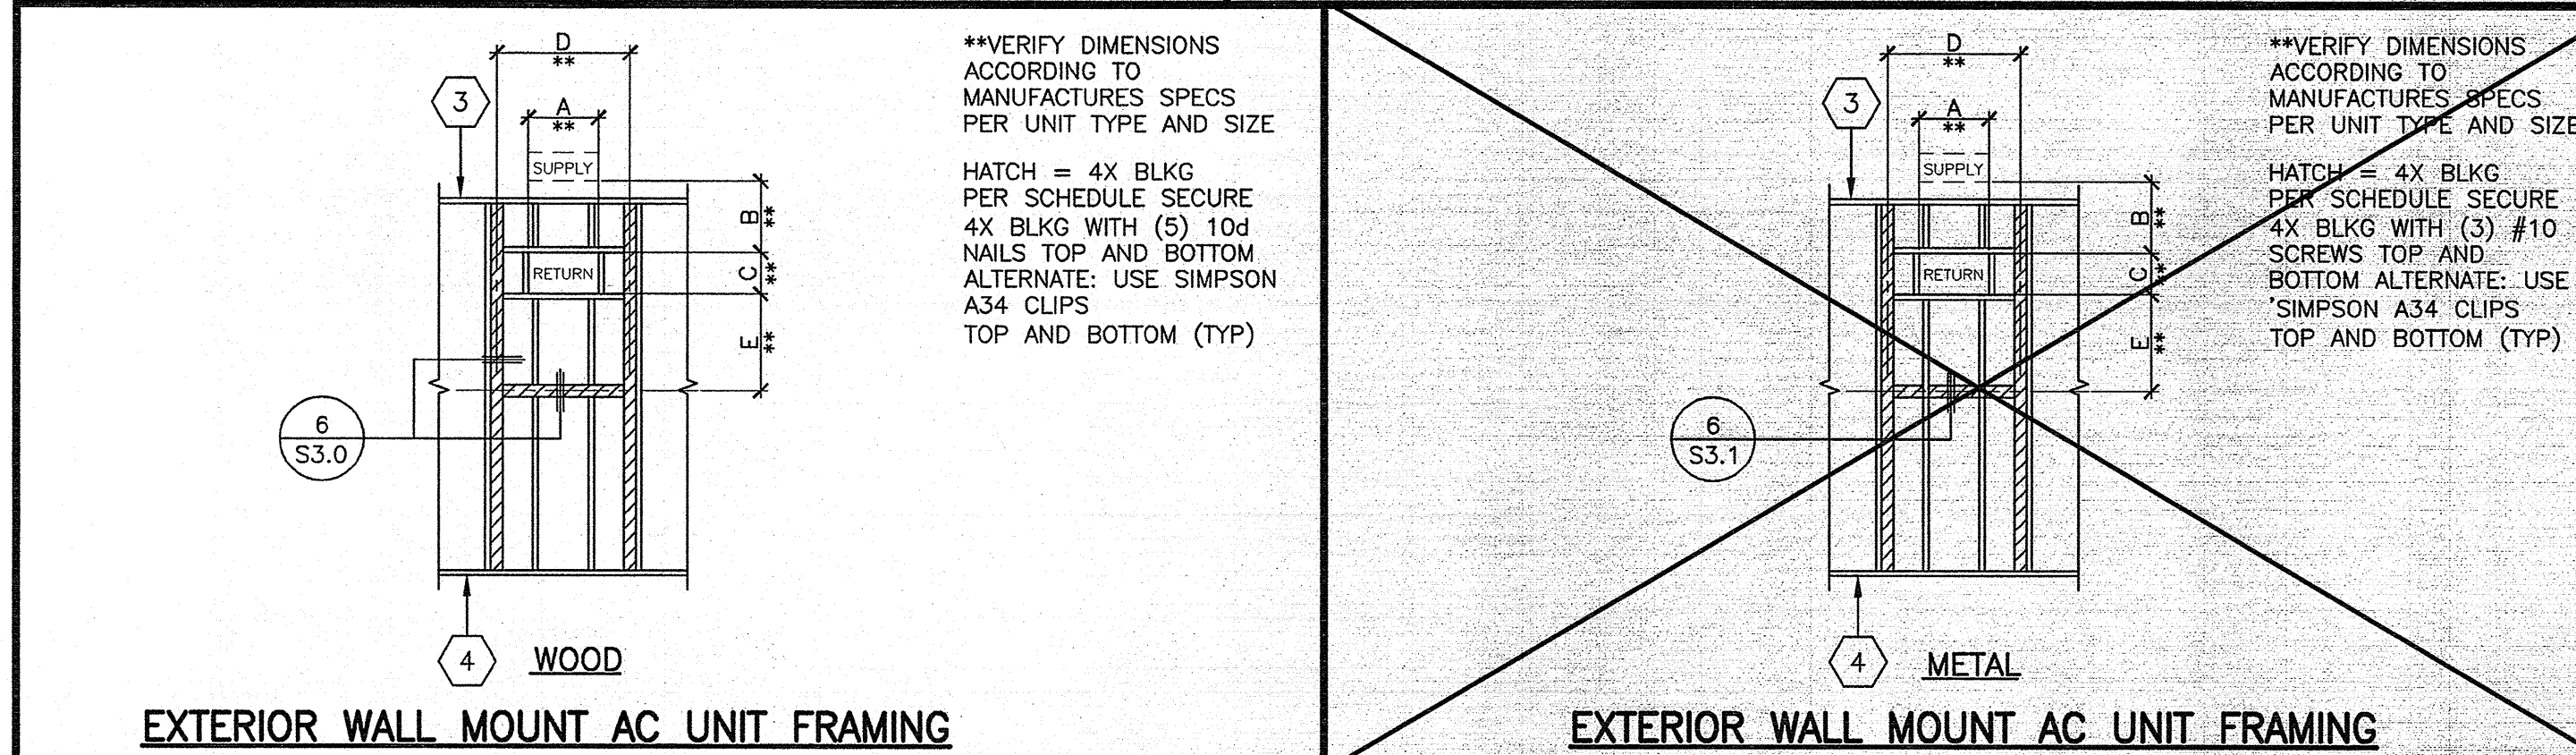 D
**
3
A
**
SUPPLY
B
**
RETURN
C
**
E
**
6
S3.0
4
WOOD
EXTERIOR WALL MOUNT AC UNIT FRAMING
**VERIFY DIMENSIONS
ACCORDING TO
MANUFACTURES SPECS
PER UNIT TYPE AND SIZE
HATCH = 4X BLKG
PER SCHEDULE SECURE
4X BLKG WITH (5) 10d
NAILS TOP AND BOTTOM
ALTERNATE: USE SIMPSON
A34 CLIPS
TOP AND BOTTOM (TYP)
D
**
3
A
**
SUPPLY
B
**
RETURN
C
**
E
**
6
S3.1
4
METAL
EXTERIOR WALL MOUNT AC UNIT FRAMING
**VERIFY DIMENSIONS
ACCORDING TO
MANUFACTURES SPECS
PER UNIT TYPE AND SIZE
HATCH = 4X BLKG
PER SCHEDULE SECURE
4X BLKG WITH (3) #10
SCREWS TOP AND
BOTTOM ALTERNATE: USE
'SIMPSON A34 CLIPS
TOP AND BOTTOM (TYP)